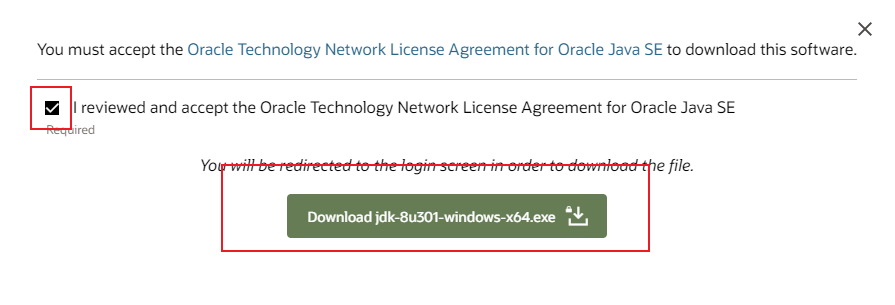 You must accept the Oracle Technology Network License Agreement for Oracle Java SE to download this software.
I reviewed and accept the Oracle Technology Network License Agreement for Oracle Java SE
Required
You will be redirected to the login screen in order to download the file.
Download jdk-8u301-windows-x64.exe